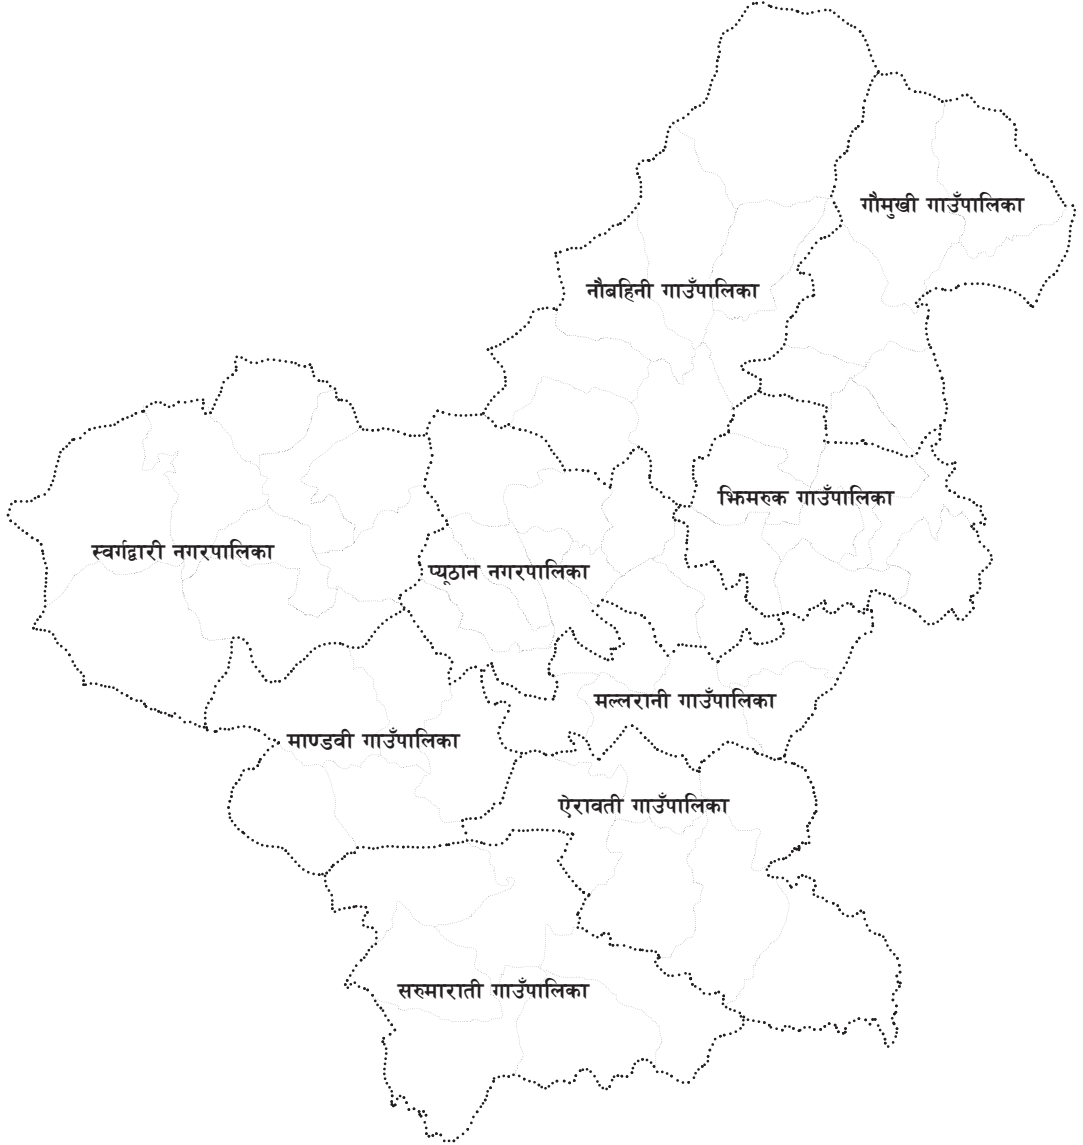 गौमुखी गाउँपालिका
नौबहिनी गाउँपालिका
झिमरुक गाउँपालिका
स्वर्गद्वारी नगरपालिका
प्यूठान नगरपालिका
मल्लरानी गाउँपालिका
माण्डवी गाउँपालिका
ऐरावती गाउँपालिका
सरुमाराती गाउँपालिका